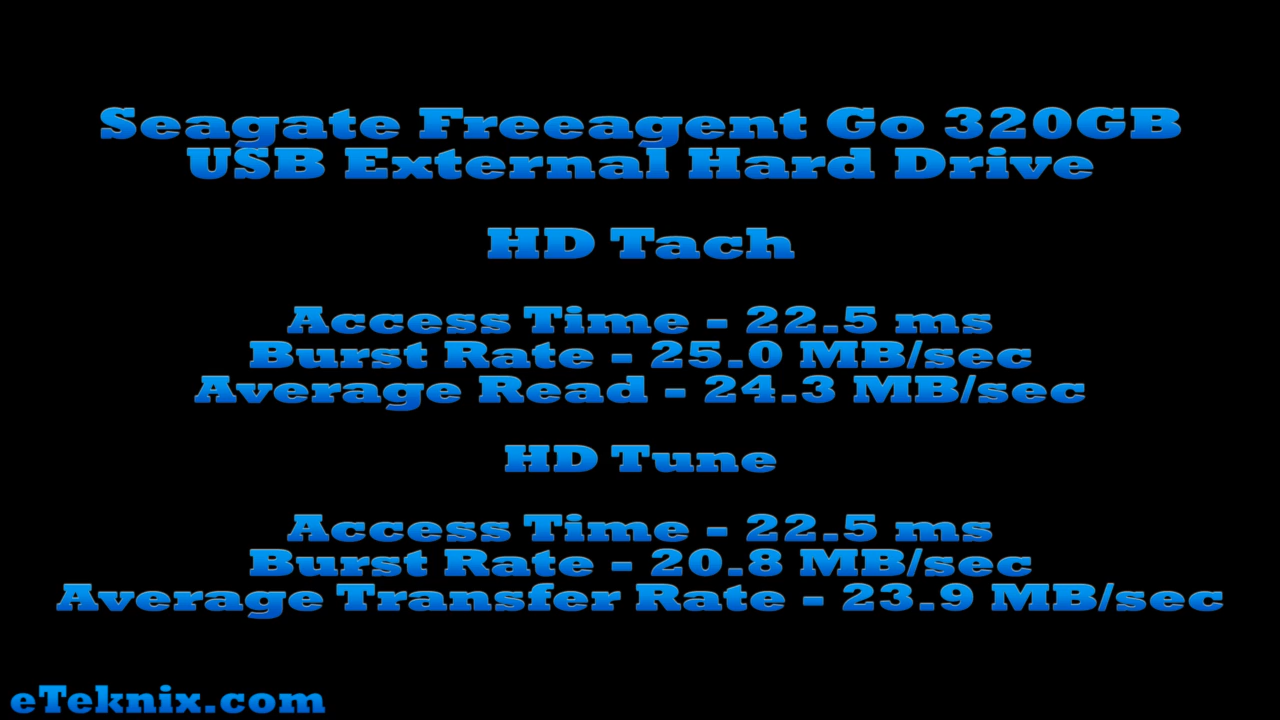 Seagate Freeagent Go 320GB
USB External Hard Drive
HD Tach
Access Time - 22.5 ms
Burst Rate - 25.0 MB/sec
Average Read - 24.3 MB/sec
HD Tune
Access Time - 22.5 ms
Burst Rate - 20.8 MB/sec
Average Transfer Rate - 23.9 MB/sec
eTeknix.com